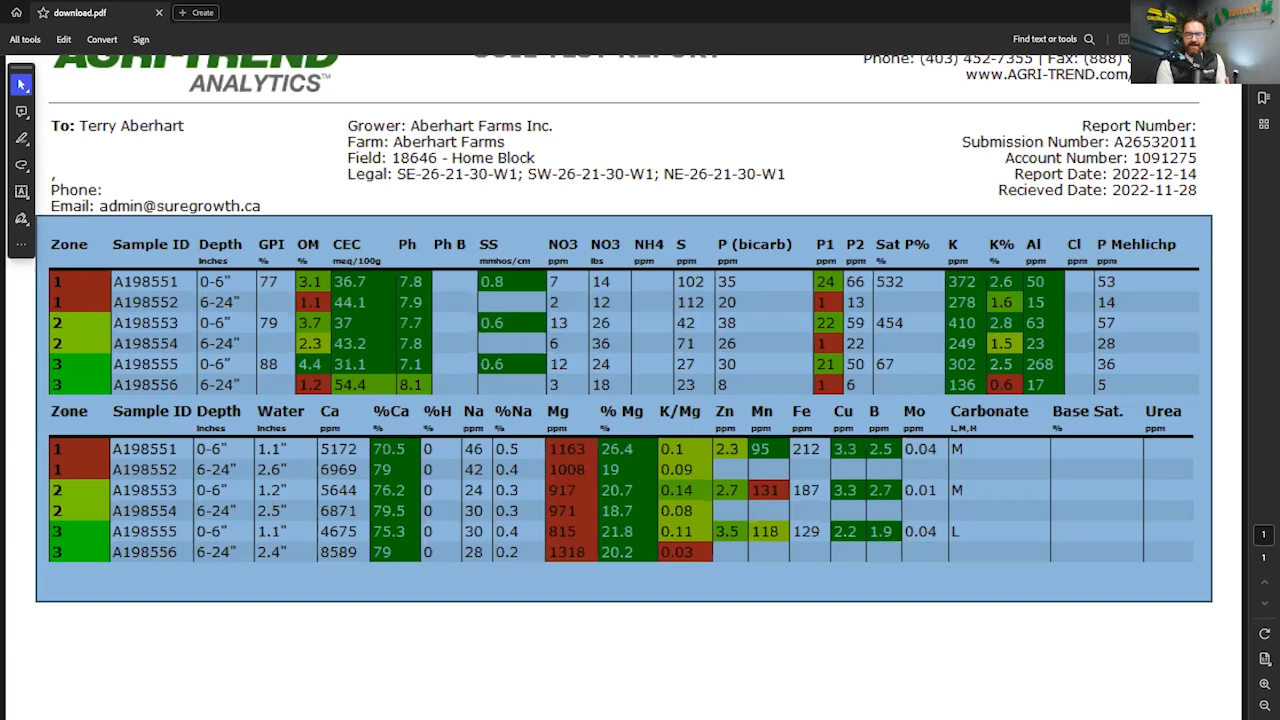 download.pdf
Create
All tools Edit Convert Sign
Find text or tools
AGRI-TREND SOIL TEST REPORT Phone: (403) 452-7355 | Fax: (888)
ANALYTICS™ www.AGRI-TREND.com/
To: Terry Aberhart Grower: Aberhart Farms Inc. Report Number:
Farm: Aberhart Farms Submission Number: A26532011
Field: 18646 - Home Block Account Number: 1091275
, Legal: SE-26-21-30-W1; SW-26-21-30-W1; NE-26-21-30-W1 Report Date: 2022-12-14
Phone: Recieved Date: 2022-11-28
Email: admin@suregrowth.ca
Zone Sample ID Depth GPI OM CEC Ph Ph B SS NO3 NO3 NH4 S P (bicarb) P1 P2 Sat P% K K% Al Cl P Mehlichp
Inches % % meq/100g mmhos/cm ppm lbs ppm ppm ppm ppm ppm % ppm % ppm ppm ppm
1 A198551 0-6" 77 3.1 36.7 7.8 0.8 7 14 102 35 24 66 532 372 2.6 50 53
1 A198552 6-24" 1.1 44.1 7.9 2 12 112 20 1 13 278 1.6 15 14
2 A198553 0-6" 79 3.7 37 7.7 0.6 13 26 42 38 22 59 454 410 2.8 63 57
2 A198554 6-24" 2.3 43.2 7.8 6 36 71 26 1 22 249 1.5 23 28
3 A198555 0-6" 88 4.4 31.1 7.1 0.6 12 24 27 30 21 50 67 302 2.5 268 36
3 A198556 6-24" 1.2 54.4 8.1 3 18 23 8 1 6 136 0.6 17 5
Zone Sample ID Depth Water Ca %Ca %H Na %Na Mg % Mg K/Mg Zn Mn Fe Cu B Mo Carbonate Base Sat. Urea
Inches Inches ppm % % ppm % ppm % ppm ppm ppm ppm ppm ppm L,M,H % ppm
1 A198551 0-6" 1.1" 5172 70.5 0 46 0.5 1163 26.4 0.1 2.3 95 212 3.3 2.5 0.04 M
1 A198552 6-24" 2.6" 6969 79 0 42 0.4 1008 19 0.09
2 A198553 0-6" 1.2" 5644 76.2 0 24 0.3 917 20.7 0.14 2.7 131 187 3.3 2.7 0.01 M
2 A198554 6-24" 2.5" 6871 79.5 0 30 0.3 971 18.7 0.08
3 A198555 0-6" 1.1" 4675 75.3 0 30 0.4 815 21.8 0.11 3.5 118 129 2.2 1.9 0.04 L
3 A198556 6-24" 2.4" 8589 79 0 28 0.2 1318 20.2 0.03
1
1